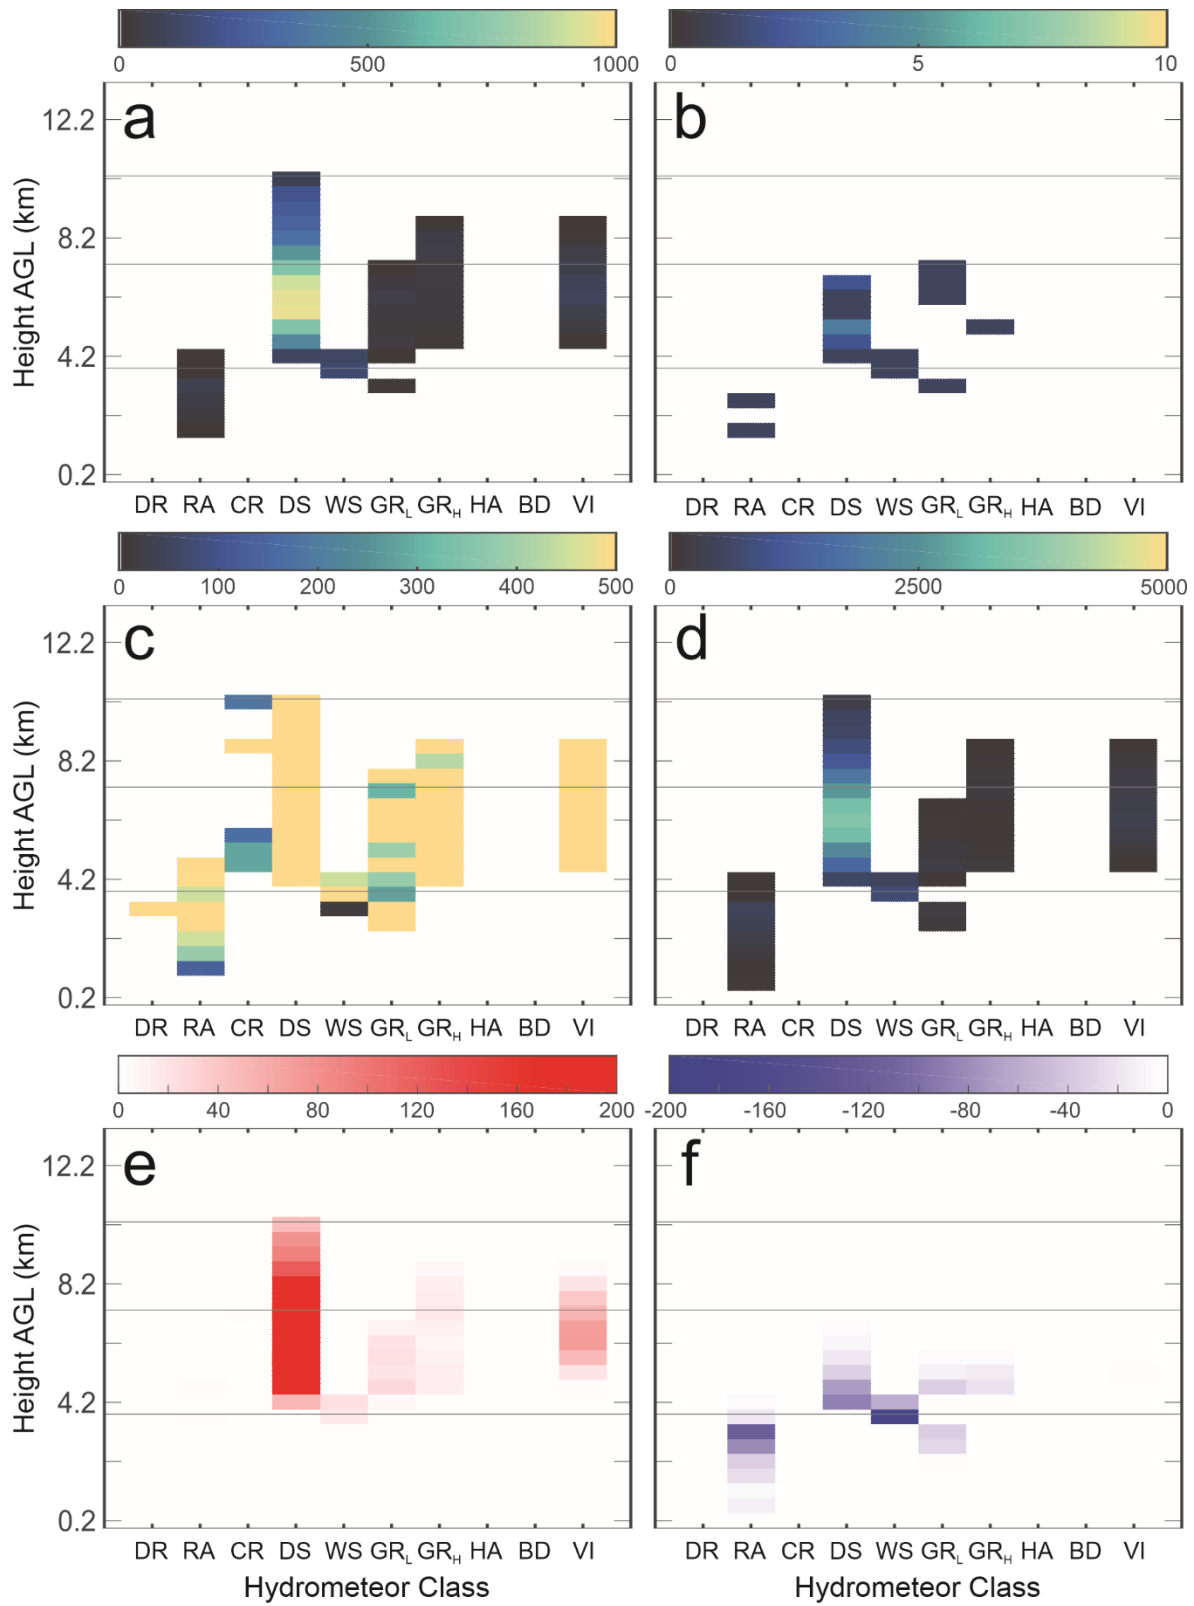 0 500 1000 0 5 10
a b
12.2
8.2
4.2
0.2
Height AGL (km)
DR RA CR DS WS GRL GRH HA BD VI DR RA CR DS WS GRL GRH HA BD VI
0 100 200 300 400 500 0 2500 5000
c d
12.2
8.2
4.2
0.2
Height AGL (km)
DR RA CR DS WS GRL GRH HA BD VI DR RA CR DS WS GRL GRH HA BD VI
0 40 80 120 160 200 -200 -160 -120 -80 -40 0
e f
12.2
8.2
4.2
0.2
Height AGL (km)
DR RA CR DS WS GRL GRH HA BD VI DR RA CR DS WS GRL GRH HA BD VI
Hydrometeor Class Hydrometeor Class